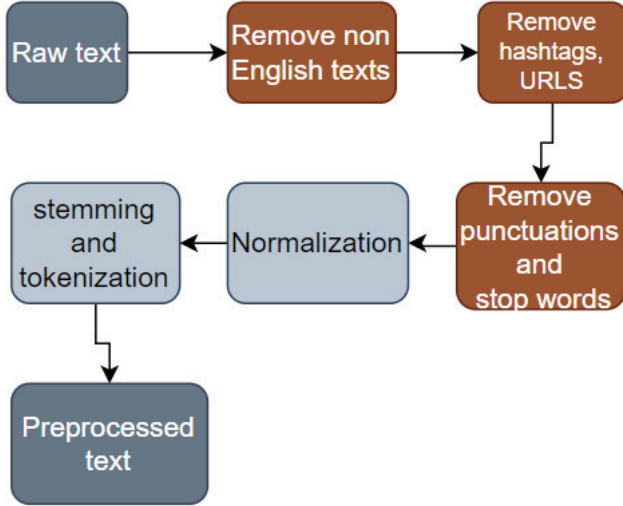 Raw text
Remove non
English texts
Remove
hashtags,
URLS
Remove
punctuations
and
stop words
Normalization
stemming
and
tokenization
Preprocessed
text